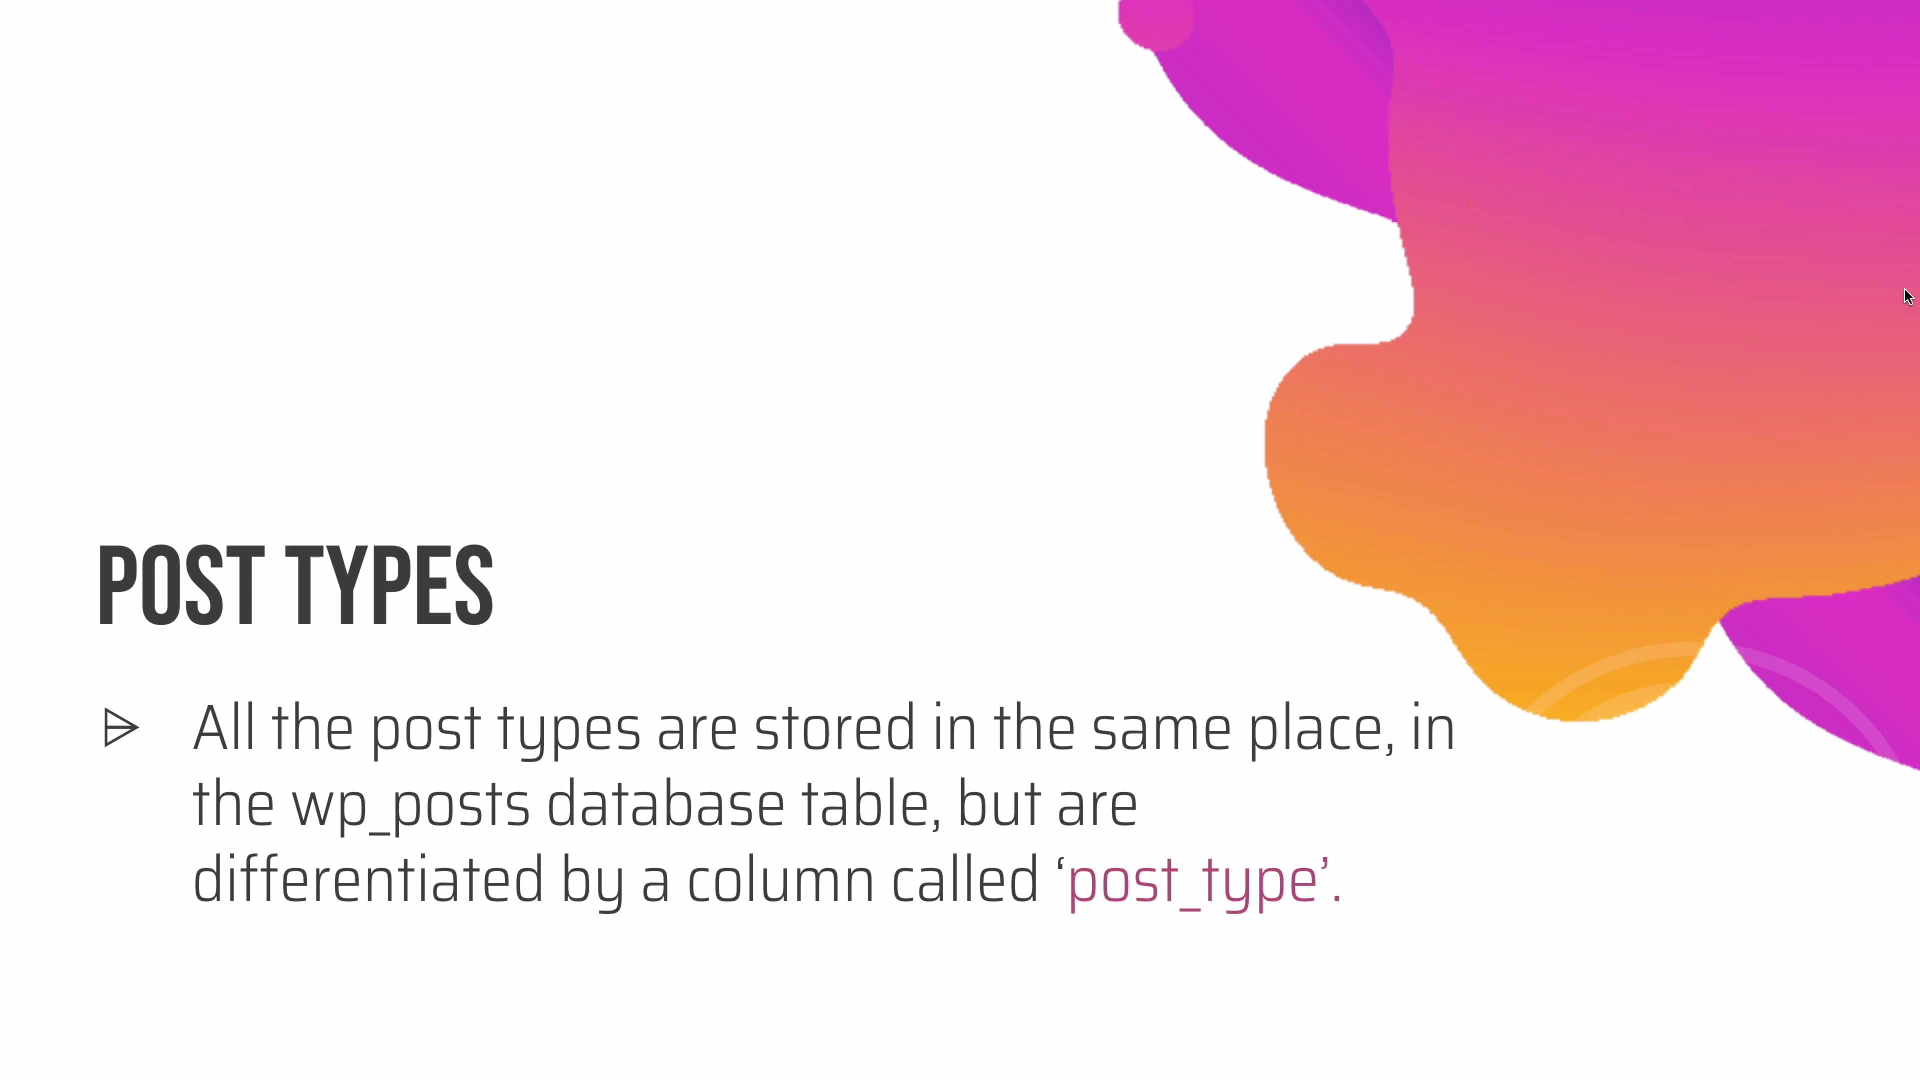 POST TYPES
All the post types are stored in the same place, in
the wp_posts database table, but are
differentiated by a column called ‘post_type’.